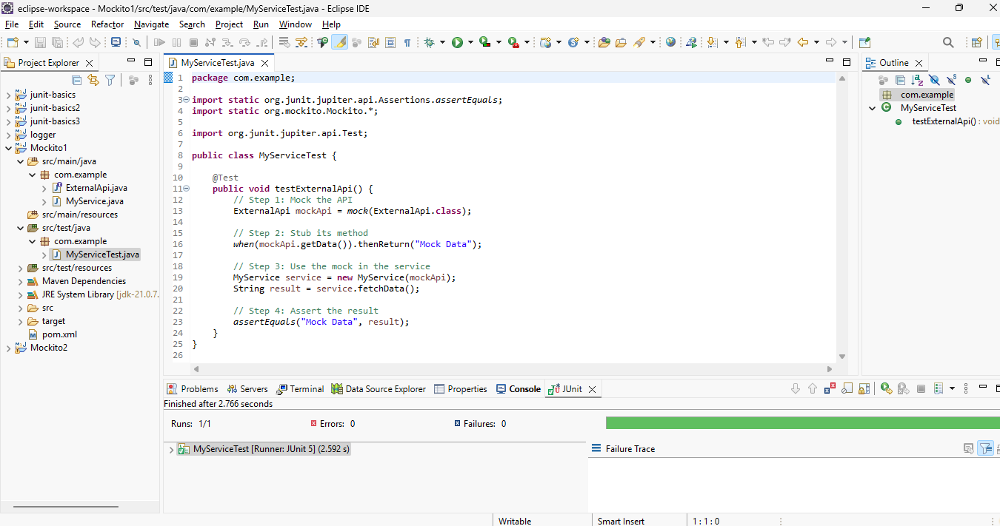 eclipse-workspace - Mockito1/src/test/java/com/example/MyServiceTest.java - Eclipse IDE
File Edit Source Refactor Navigate Search Project Run Window Help
Project Explorer
junit-basics
junit-basics2
junit-basics3
logger
Mockito1
src/main/java
com.example
ExternalApi.java
MyService.java
src/main/resources
src/test/java
com.example
MyServiceTest.java
src/test/resources
Maven Dependencies
JRE System Library [jdk-21.0.7.
src
target
pom.xml
Mockito2
MyServiceTest.java
1 package com.example;
2
3 import static org.junit.jupiter.api.Assertions.assertEquals;
4 import static org.mockito.Mockito.*;
5
6 import org.junit.jupiter.api.Test;
7
8 public class MyServiceTest {
9
10 @Test
11 public void testExternalApi() {
12 // Step 1: Mock the API
13 ExternalApi mockApi = mock(ExternalApi.class);
14
15 // Step 2: Stub its method
16 when(mockApi.getData()).thenReturn("Mock Data");
17
18 // Step 3: Use the mock in the service
19 MyService service = new MyService(mockApi);
20 String result = service.fetchData();
21
22 // Step 4: Assert the result
23 assertEquals("Mock Data", result);
24 }
25 }
26
Outline
com.example
MyServiceTest
testExternalApi() : void
Problems Servers Terminal Data Source Explorer Properties Console JUnit
Finished after 2.766 seconds
Runs: 1/1 Errors: 0 Failures: 0
MyServiceTest [Runner: JUnit 5] (2.592 s)
Failure Trace
Writable Smart Insert 1 : 1 : 0